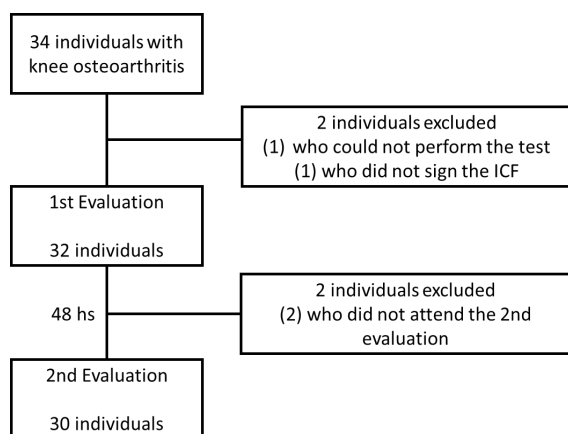 34 individuals with
knee osteoarthritis
2 individuals excluded
(1) who could not perform the test
(1) who did not sign the ICF
1st Evaluation
32 individuals
48 hs
2 individuals excluded
(2) who did not attend the 2nd
evaluation
2nd Evaluation
30 individuals